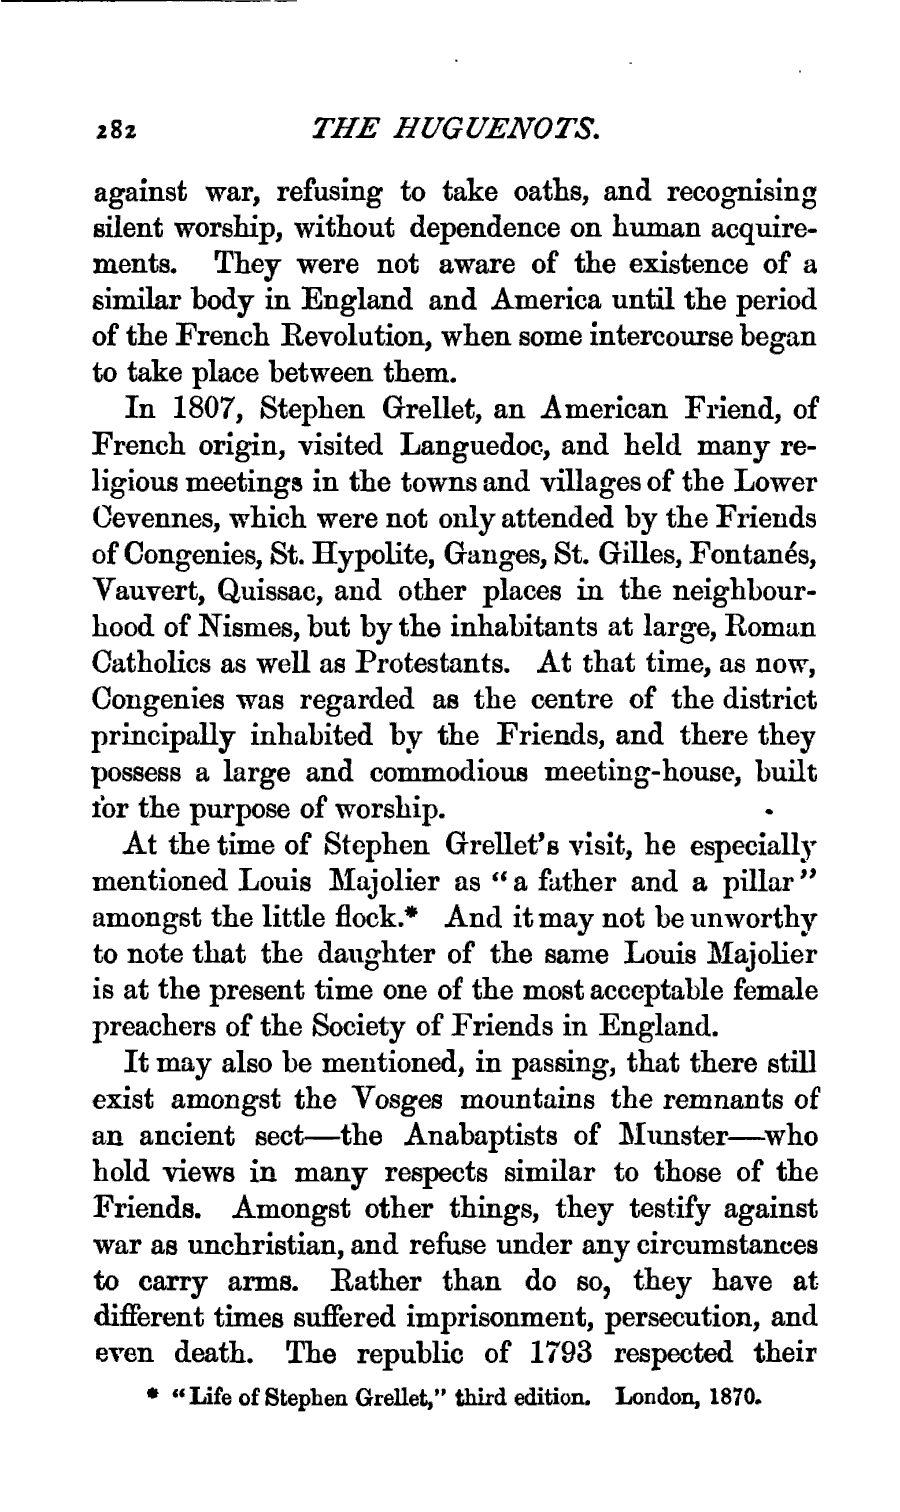 282 THE HUGUENOTS.
against war, refusing to take oaths, and recognising
silent worship, without dependence on human acquire-
ments. They were not aware of the existence of a
similar body in England and America until the period
of the French Revolution, when some intercourse began
to take place between them.
In 1807, Stephen Grellet, an American Friend, of
French origin, visited Languedoc, and held many re-
ligious meetings in the towns and villages of the Lower
Cevennes, which were not only attended by the Friends
of Congenies, St. Hypolite, Ganges, St. Gilles, Fontanés,
Vauvert, Quissac, and other places in the neighbour-
hood of Nismes, but by the inhabitants at large, Roman
Catholics as well as Protestants. At that time, as now,
Congenies was regarded as the centre of the district
principally inhabited by the Friends, and there they
possess a large and commodious meeting-house, built
for the purpose of worship.
At the time of Stephen Grellet's visit, he especially
mentioned Louis Majolier as “a father and a pillar”
amongst the little flock.* And it may not be unworthy
to note that the daughter of the same Louis Majolier
is at the present time one of the most acceptable female
preachers of the Society of Friends in England.
It may also be mentioned, in passing, that there still
exist amongst the Vosges mountains the remnants of
an ancient sect—the Anabaptists of Munster—who
hold views in many respects similar to those of the
Friends. Amongst other things, they testify against
war as unchristian, and refuse under any circumstances
to carry arms. Rather than do so, they have at
different times suffered imprisonment, persecution, and
even death. The republic of 1793 respected their
* “Life of Stephen Grellet,” third edition. London, 1870.